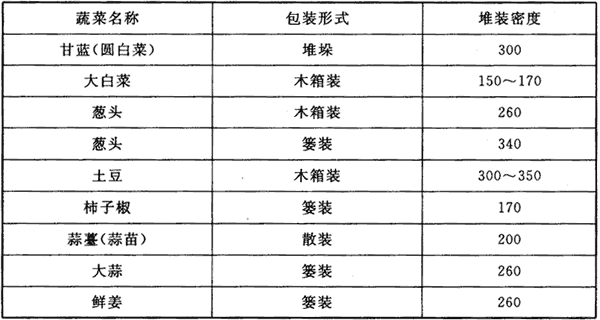 蔬菜名称 包装形式 堆装密度
甘蓝(圆白菜) 堆垛 300
大白菜 木箱装 150～170
葱头 木箱装 260
葱头 篓装 340
土豆 木箱装 300～350
柿子椒 篓装 170
蒜薹(蒜苗) 散装 200
大蒜 篓装 260
鲜姜 篓装 260